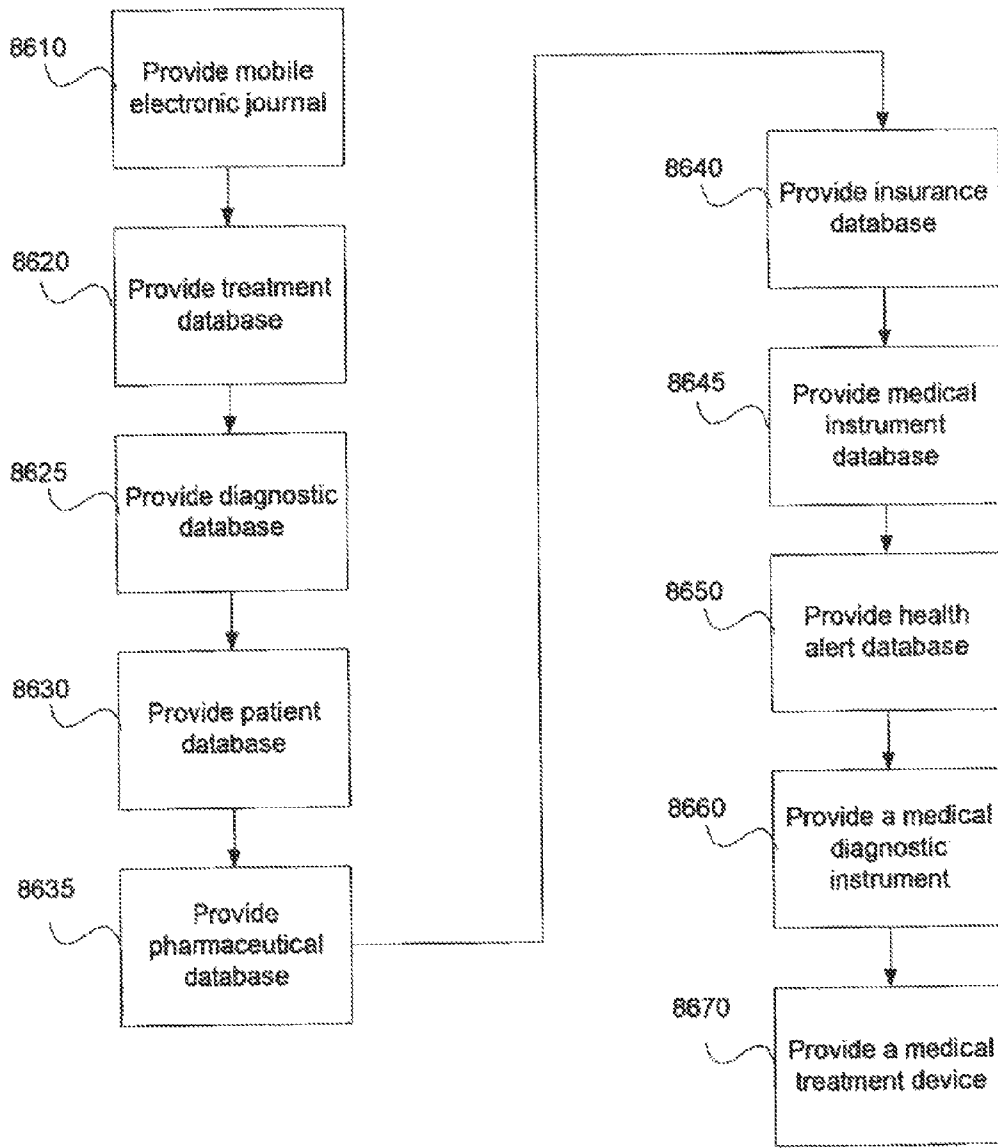 8610
Provide mobile
electronic journal
8620
Provide treatment
database
8625
Provide diagnostic
database
8630
Provide patient
database
8635
Provide
pharmaceutical
database
8640
Provide insurance
database
8645
Provide medical
instrument
database
8650
Provide health
alert database
8660
Provide a medical
diagnostic
instrument
8670
Provide a medical
treatment device